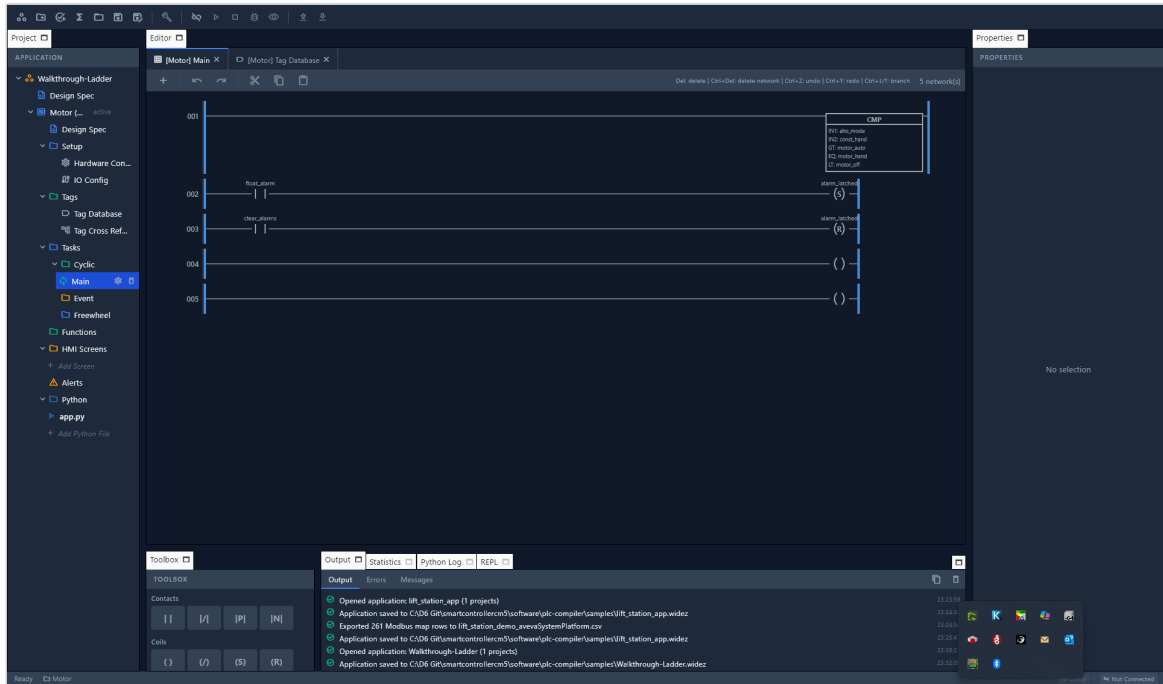 Project
APPLICATION
Walkthrough-Ladder
Design Spec
Motor (... active
Design Spec
Setup
Hardware Con...
IO Config
Tags
Tag Database
Tag Cross Ref...
Tasks
Cyclic
Main
Event
Freewheel
Functions
HMI Screens
+ Add Screen
Alerts
Python
app.py
+ Add Python File
Editor
[Motor] Main ×
[Motor] Tag Database ×
Del: delete | Ctrl+Del: delete network | Ctrl+Z: undo | Ctrl+Y: redo | Ctrl+J/T: branch 5 network(s)
001
CMP
IN1: aho_mode
IN2: const_hand
GT: motor_auto
EQ: motor_hand
LT: motor_off
float_alarm alarm_latched
002 (S)
clear_alarms alarm_latched
003 (R)
004 ( )
005 ( )
Properties
PROPERTIES
No selection
Toolbox
TOOLBOX
Contacts
| | |/| |P| |N|
Coils
( ) (/) (S) (R)
Output Statistics Python Log REPL
Output Errors Messages
Opened application: lift_station_app (1 projects) 23:23:58
Application saved to C:\D6 Git\smartcontrollercm5\software\plc-compiler\samples\lift_station_app.widez
Exported 261 Modbus map rows to lift_station_demo_avevaSystemPlatform.csv
Application saved to C:\D6 Git\smartcontrollercm5\software\plc-compiler\samples\lift_station_app.widez
Opened application: Walkthrough-Ladder (1 projects)
Application saved to C:\D6 Git\smartcontrollercm5\software\plc-compiler\samples\Walkthrough-Ladder.widez
Ready Motor
Not Connected